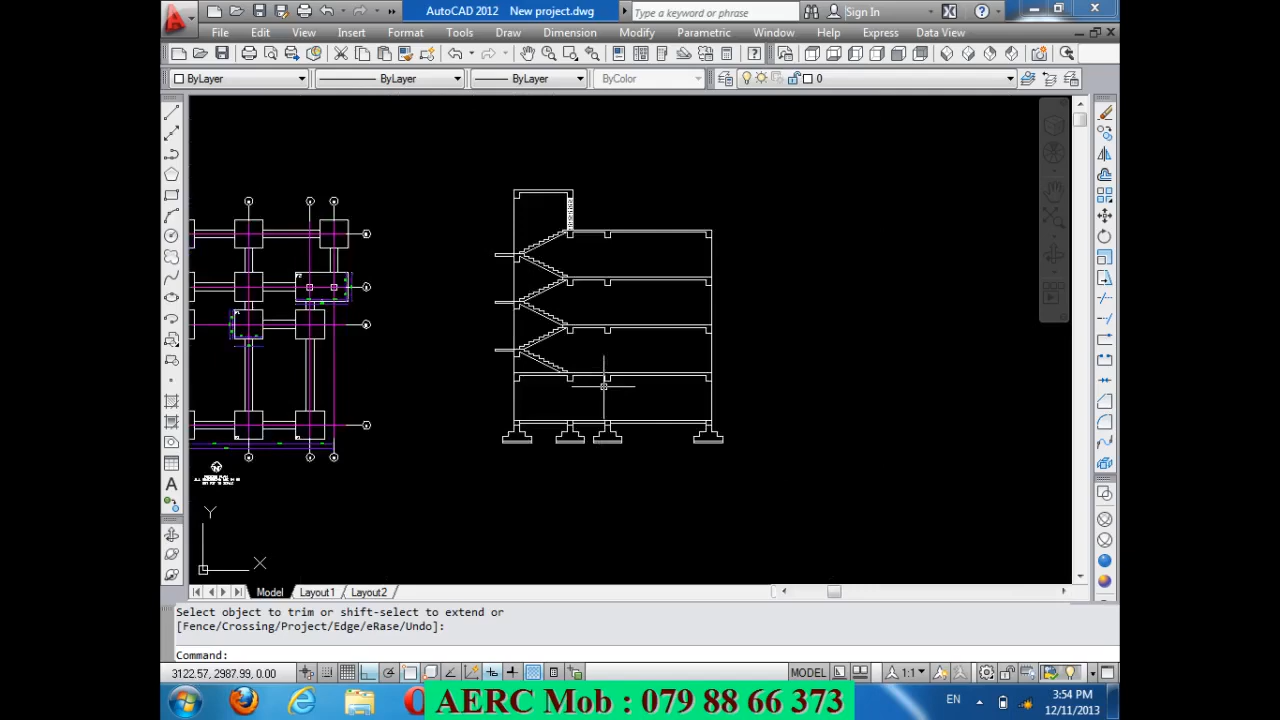 AutoCAD 2012 New project.dwg
Type a keyword or phrase
Sign In
File Edit View Insert Format Tools Draw Dimension Modify Parametric Window Help Express Data View
ByLayer ByLayer ByLayer ByColor 0
Y
X
A
Model Layout1 Layout2
Select object to trim or shift-select to extend or
[Fence/Crossing/Project/Edge/eRase/Undo]:
Command:
3122.57, 2987.99, 0.00 MODEL 1:1
AERC Mob : 079 88 66 373
EN
3:54 PM
12/11/2013